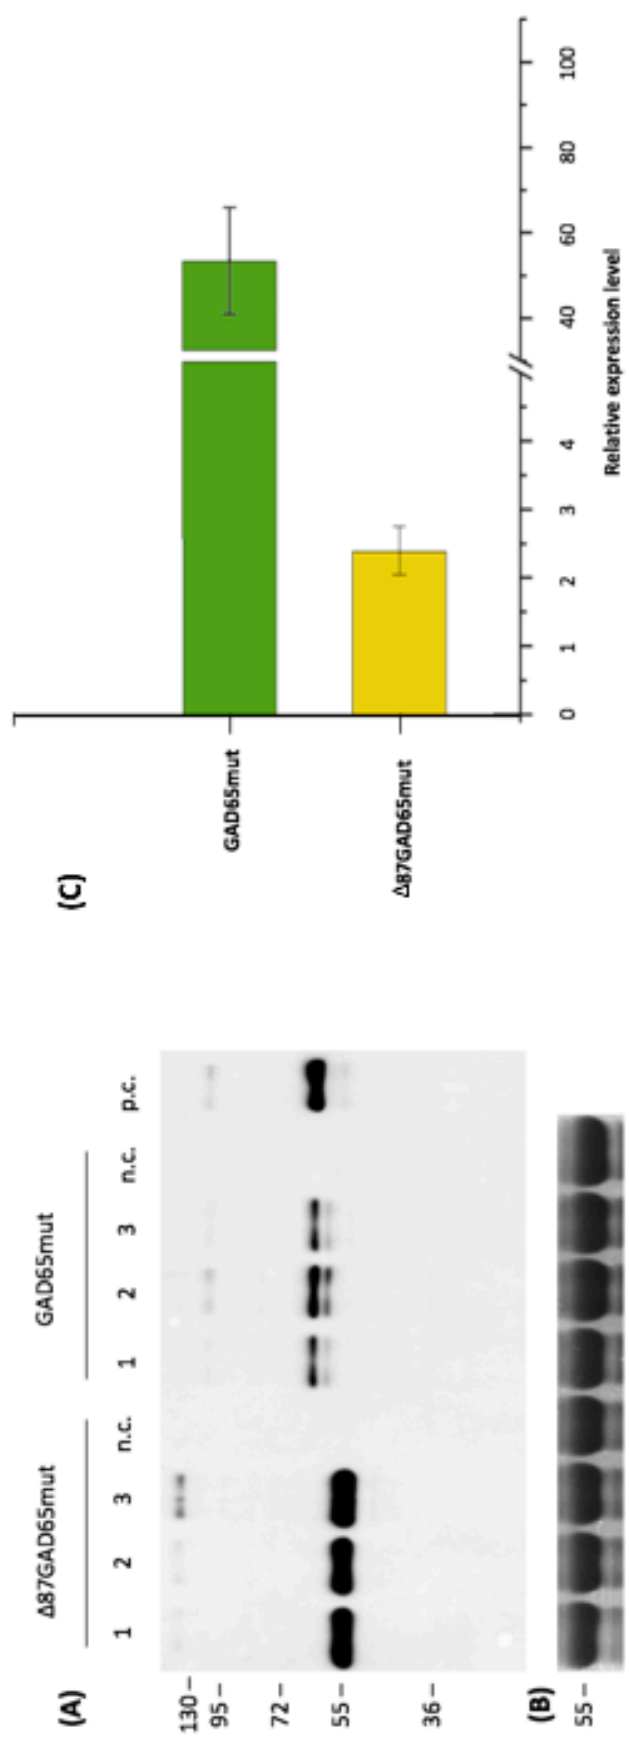 (A)
Δ87GAD65mut GAD65mut
1 2 3 n.c. 1 2 3 n.c. p.c.
130
95
72
55
36
(B)
55
(C)
GAD65mut
Δ87GAD65mut
0 1 2 3 4 40 60 80 100
Relative expression level